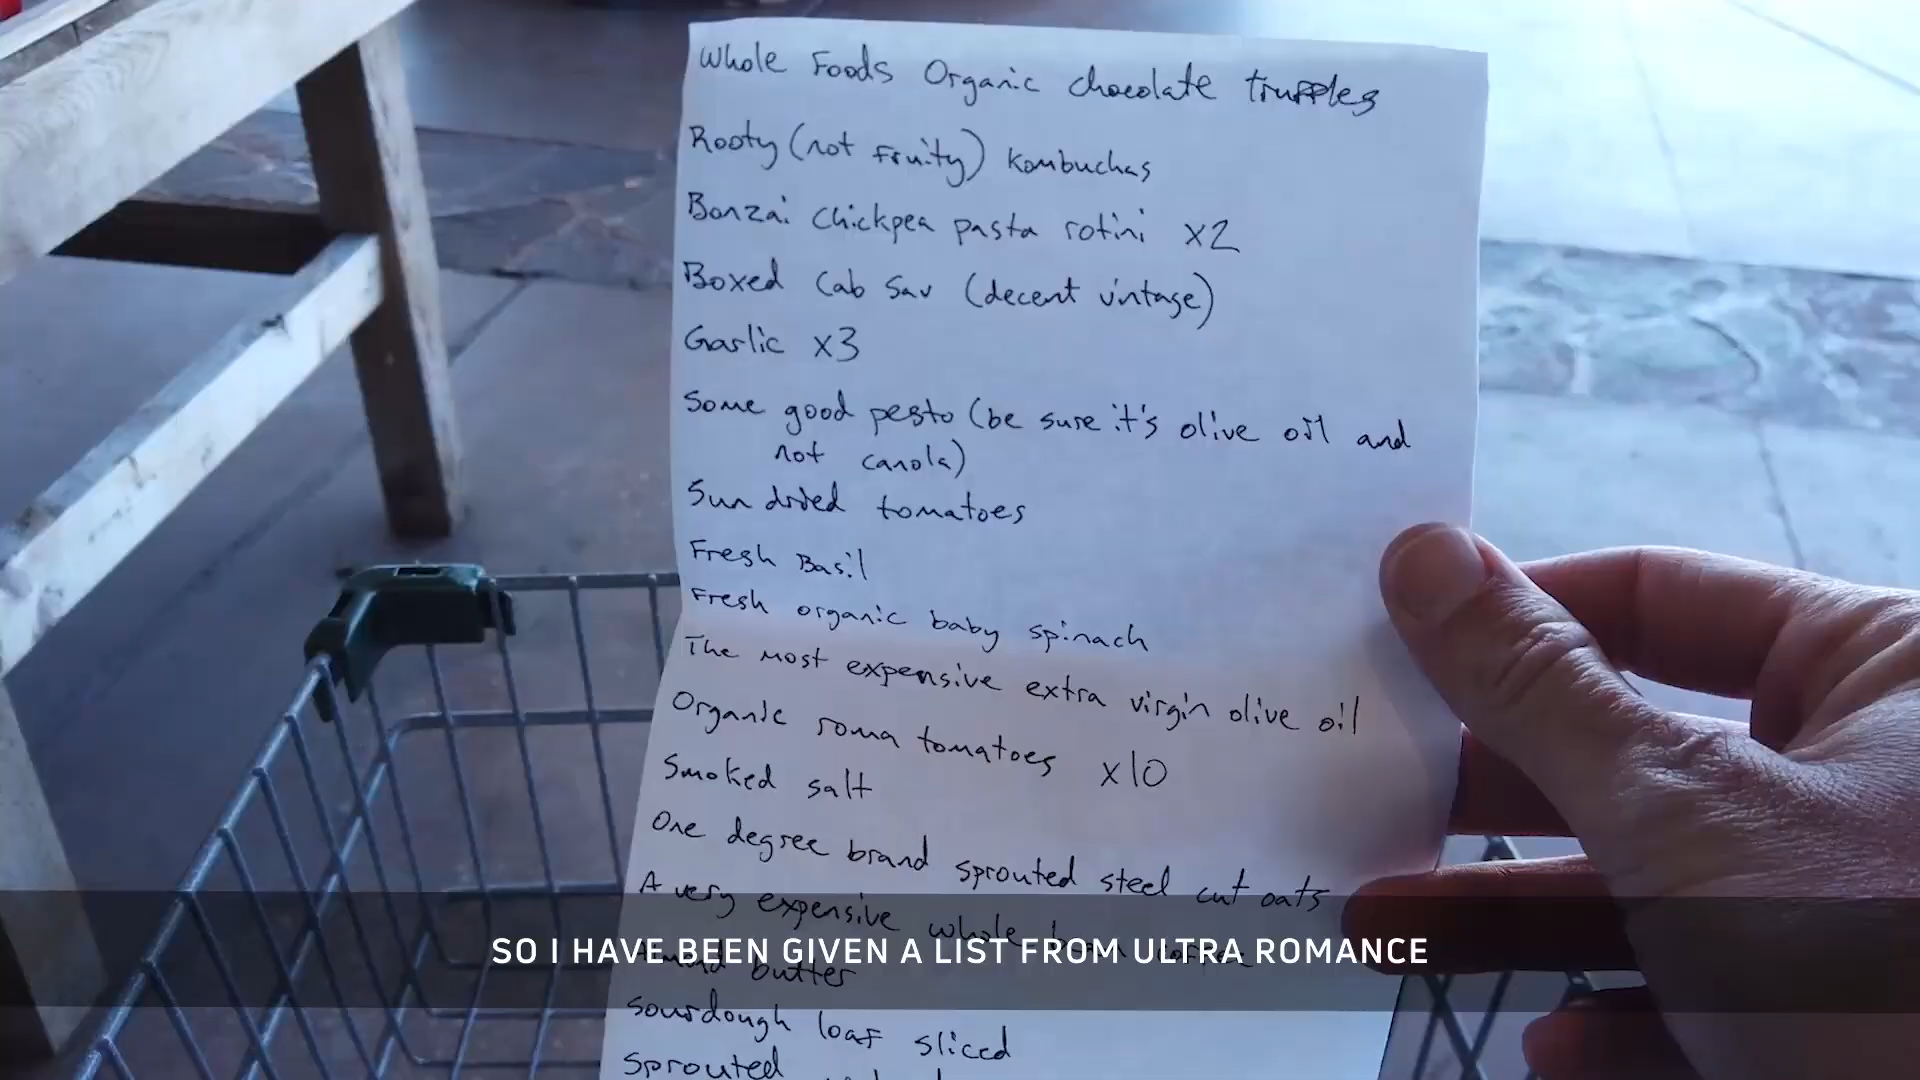 Whole Foods Organic chocolate truffles
Rooty (not fruity) kombuchas
Bonzai chickpea pasta rotini x2
Boxed Cab Sav (decent vintage)
Garlic x3
Some good pesto (be sure it's olive oil and
not canola)
Sun dried tomatoes
Fresh Basil
Fresh organic baby spinach
The most expensive extra virgin olive oil
Organic roma tomatoes x10
Smoked salt
One degree brand sprouted steel cut oats
A very expensive whole bean coffee
SO I HAVE BEEN GIVEN A LIST FROM ULTRA ROMANCE
butter
sourdough loaf sliced
sprouted